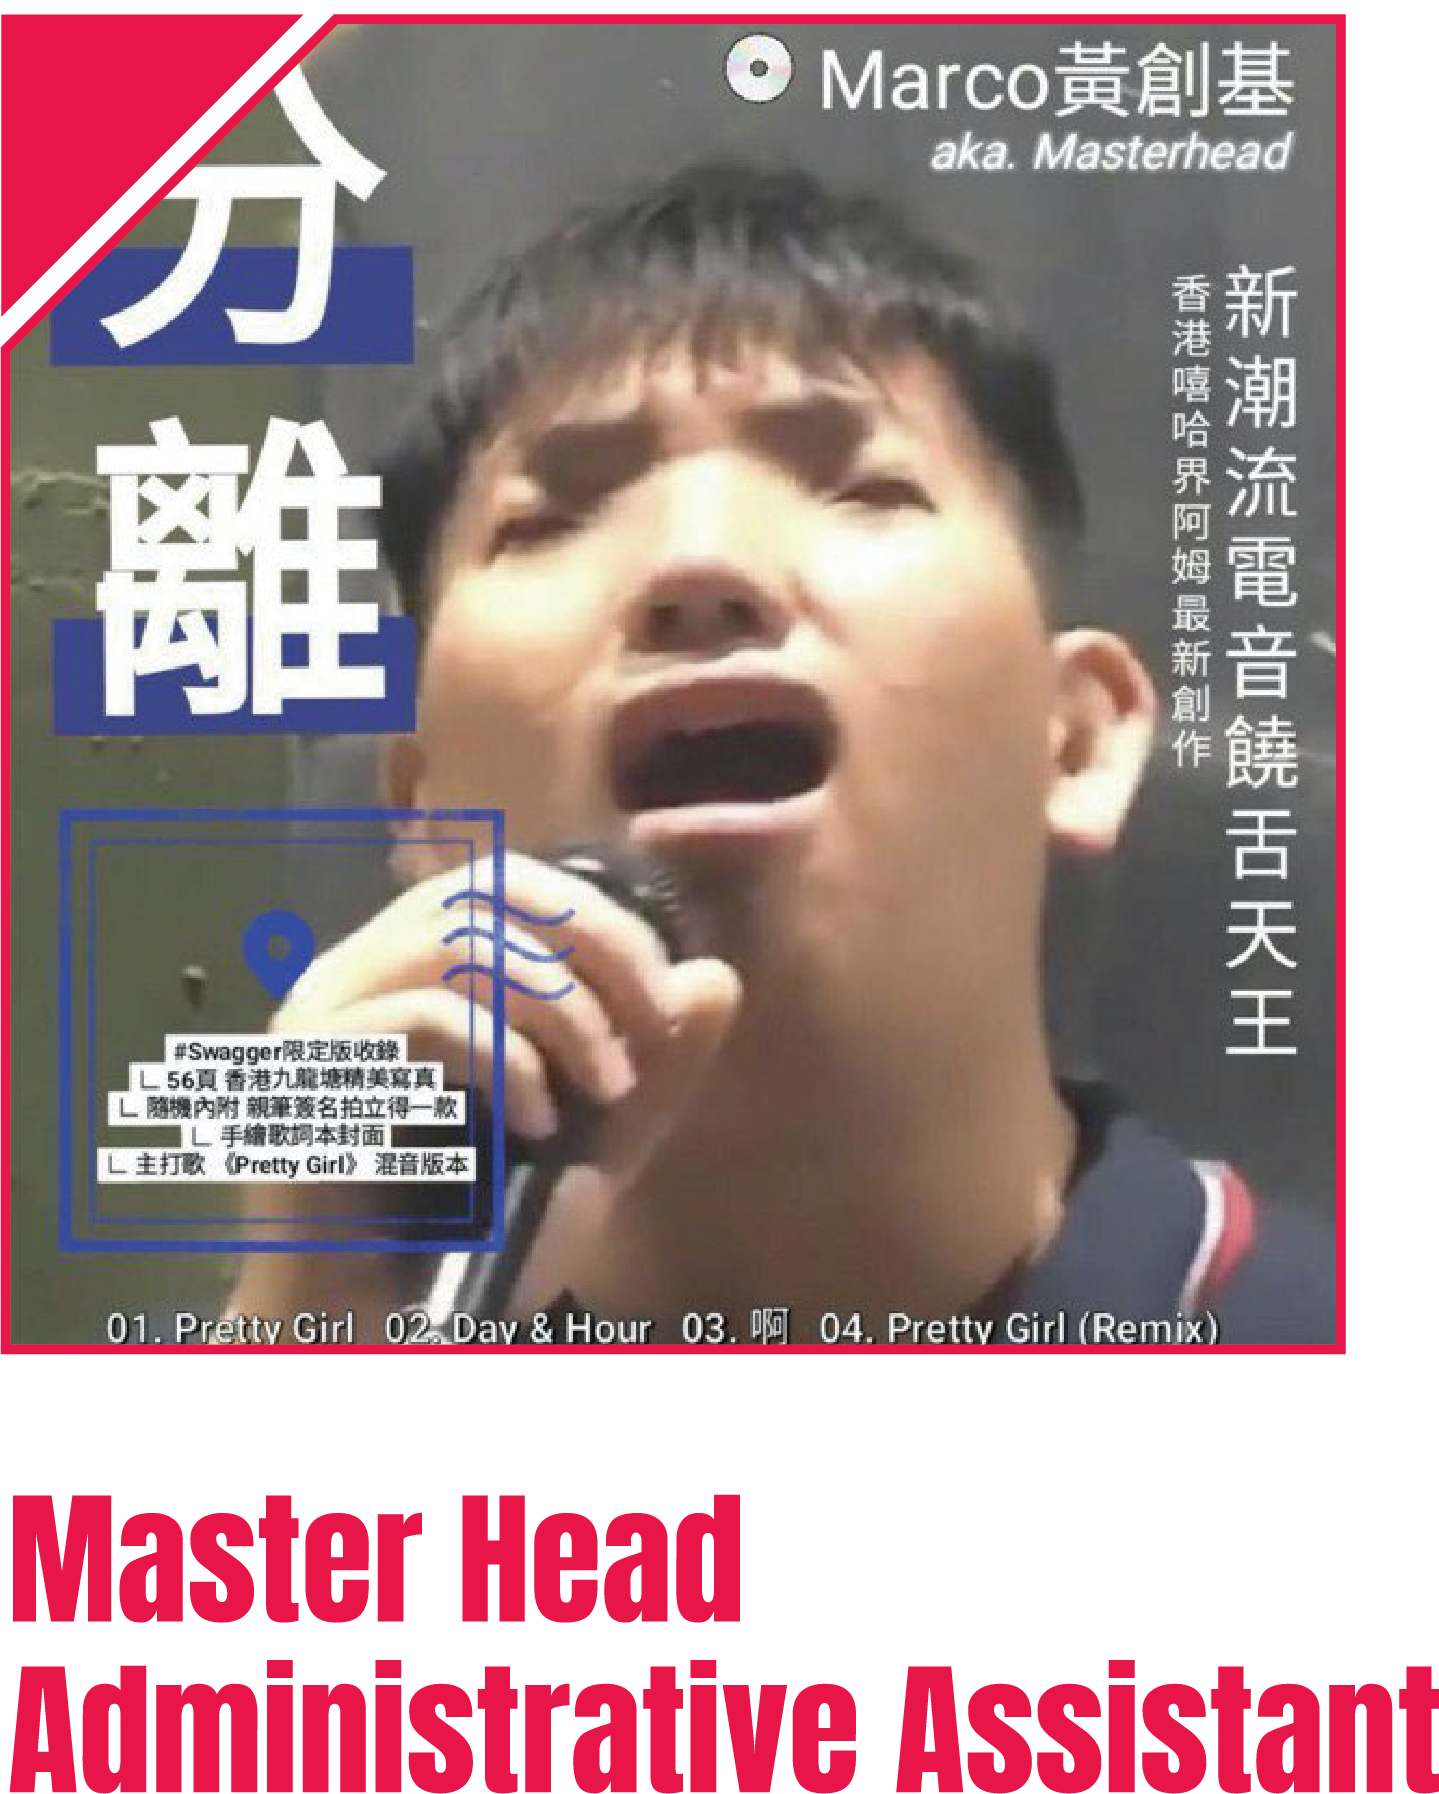 Marco黃創基
aka. Masterhead
分離
新潮流電音饒舌天王
香港嘻哈界阿姆最新創作
#Swagger限定版收錄
∟ 56頁 香港九龍塘精美寫真
∟ 隨機內附 親筆簽名拍立得一款
∟ 手繪歌詞本封面
∟ 主打歌 《Pretty Girl》 混音版本
01. Pretty Girl 02. Day & Hour 03. 啊 04. Pretty Girl (Remix)
Master Head
Administrative Assistant